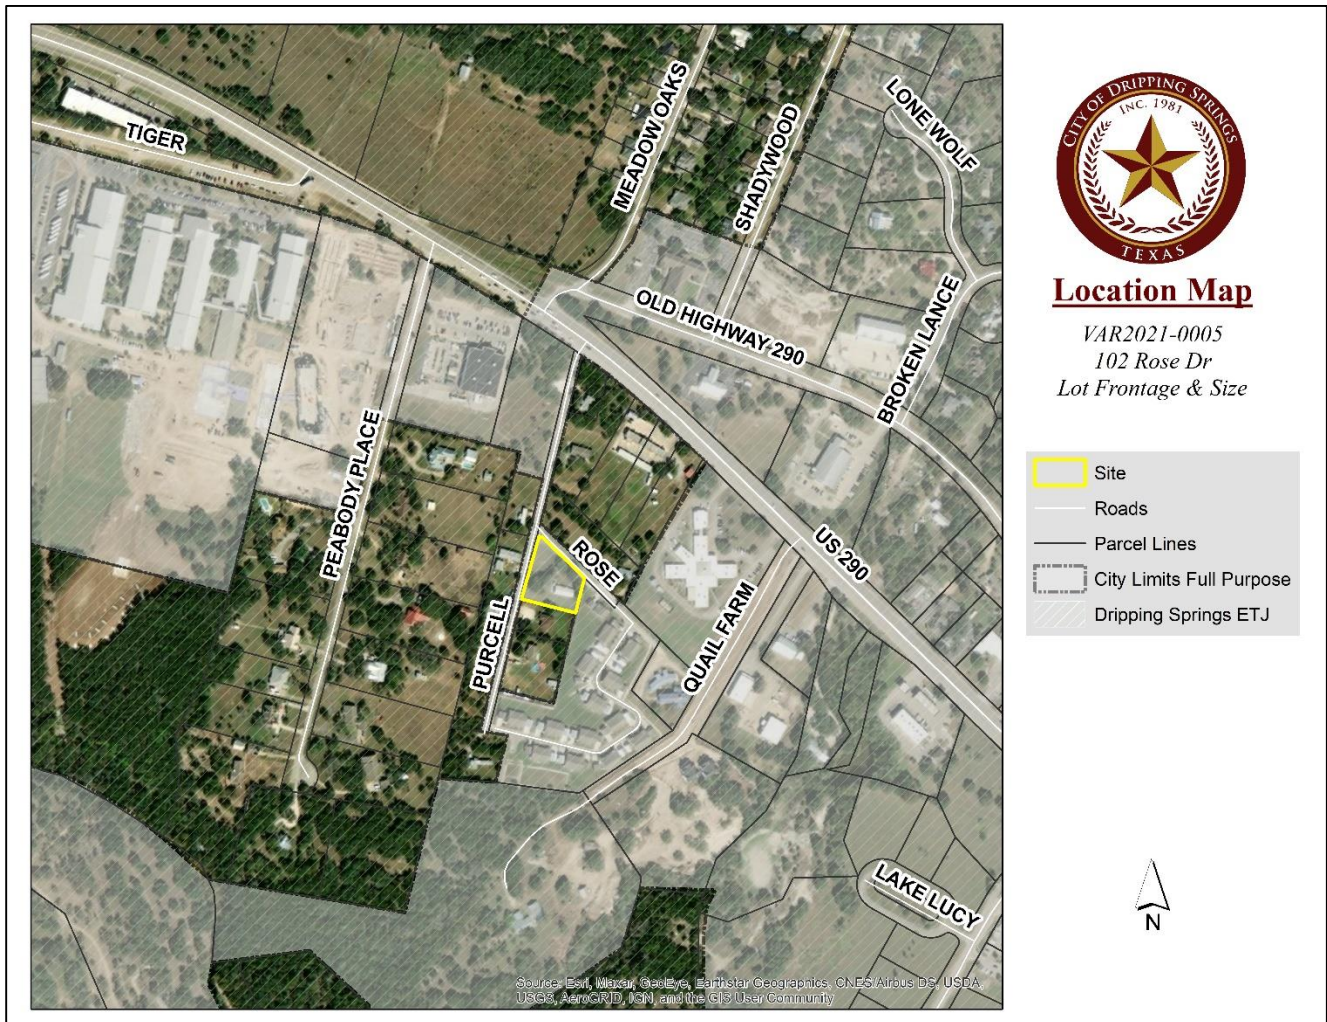 TIGER
MEADOW OAKS
SHADYWOOD
LONE WOLF
OLD HIGHWAY 290
BROKEN LANCE
PEABODY PLACE
ROSE
PURCELL
QUAIL FARM
US 290
LAKE LUCY
Source: Esri, Maxar, GeoEye, Earthstar Geographics, CNES/Airbus DS, USDA,
USGS, AeroGRID, IGN, and the GIS User Community
CITY OF DRIPPING SPRINGS
INC. 1981
TEXAS
Location Map
VAR2021-0005
102 Rose Dr
Lot Frontage & Size
Site
Roads
Parcel Lines
City Limits Full Purpose
Dripping Springs ETJ
N